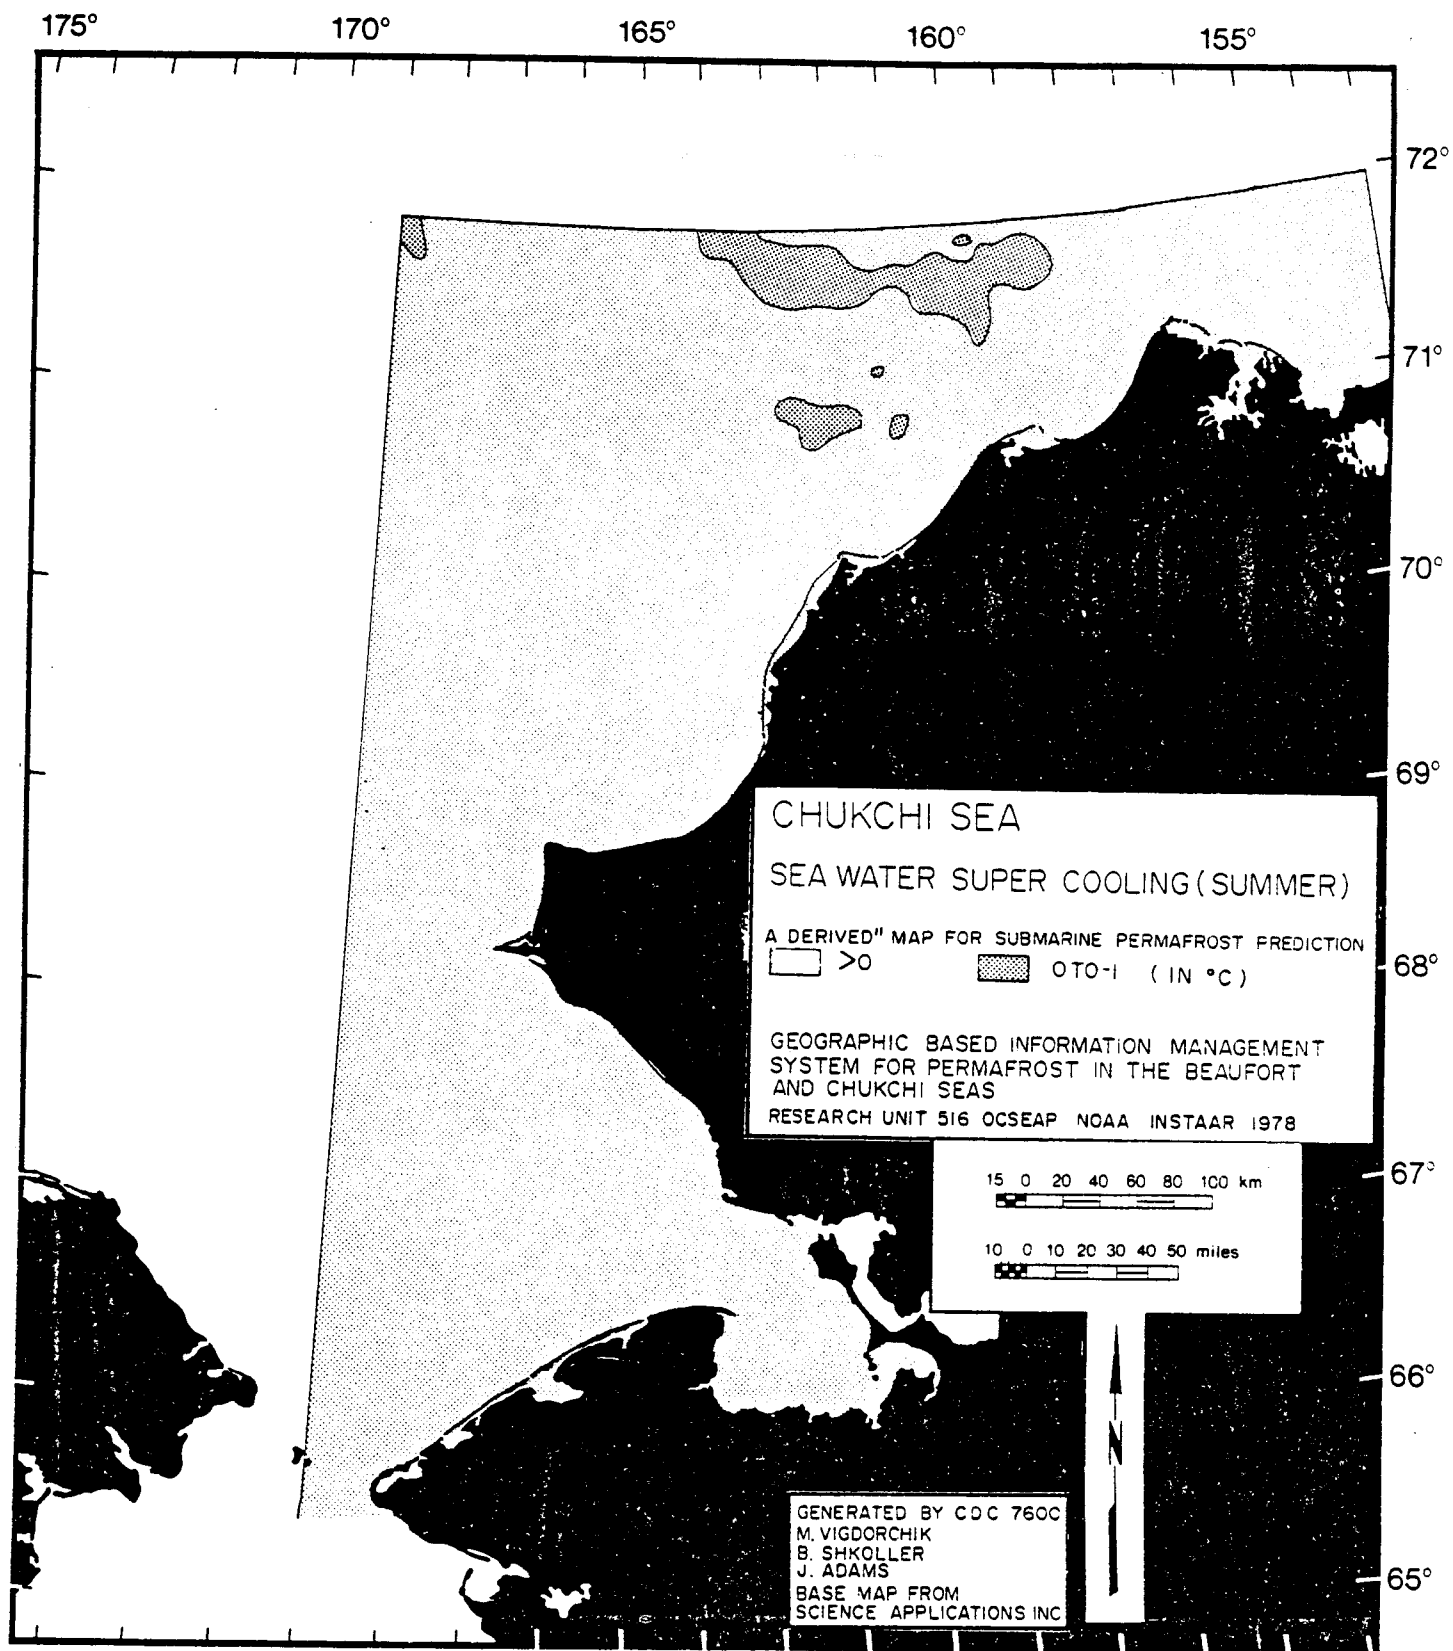 175° 170° 165° 160° 155°
72°
71°
70°
69°
CHUKCHI SEA
SEA WATER SUPER COOLING (SUMMER)
A DERIVED" MAP FOR SUBMARINE PERMAFROST PREDICTION
>0 0 TO-1 (IN °C)
68°
GEOGRAPHIC BASED INFORMATION MANAGEMENT
SYSTEM FOR PERMAFROST IN THE BEAUFORT
AND CHUKCHI SEAS
RESEARCH UNIT 516 OCSEAP NOAA INSTAAR 1978
67°
15 0 20 40 60 80 100 km
10 0 10 20 30 40 50 miles
66°
N
GENERATED BY CDC 7600
M. VIGDORCHIK
B. SHKOLLER
J. ADAMS
BASE MAP FROM
SCIENCE APPLICATIONS INC
65°